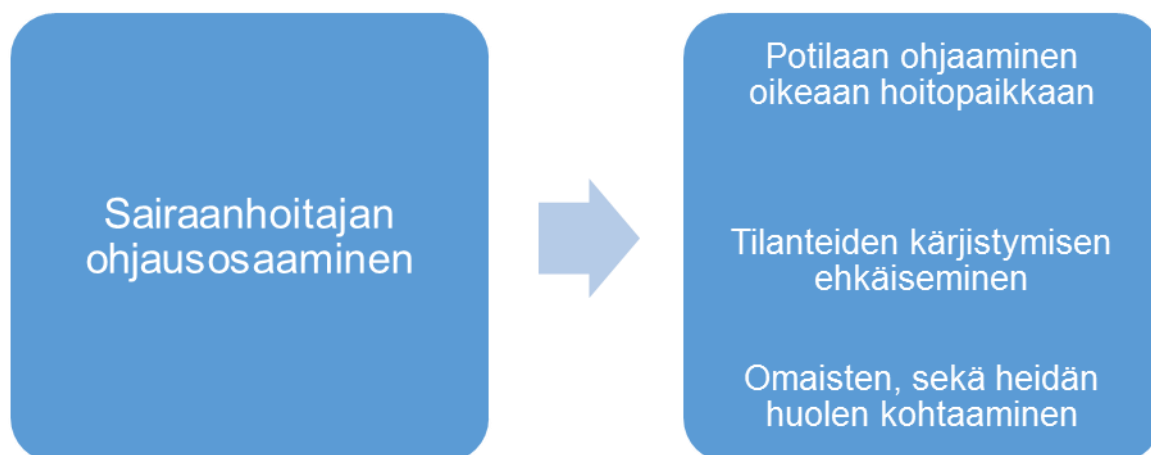 Sairaanhoitajan
ohjausosaaminen
Potilaan ohjaaminen
oikeaan hoitopaikkaan
Tilanteiden kärjistymisen
ehkäiseminen
Omaisten, sekä heidän
huolen kohtaaminen